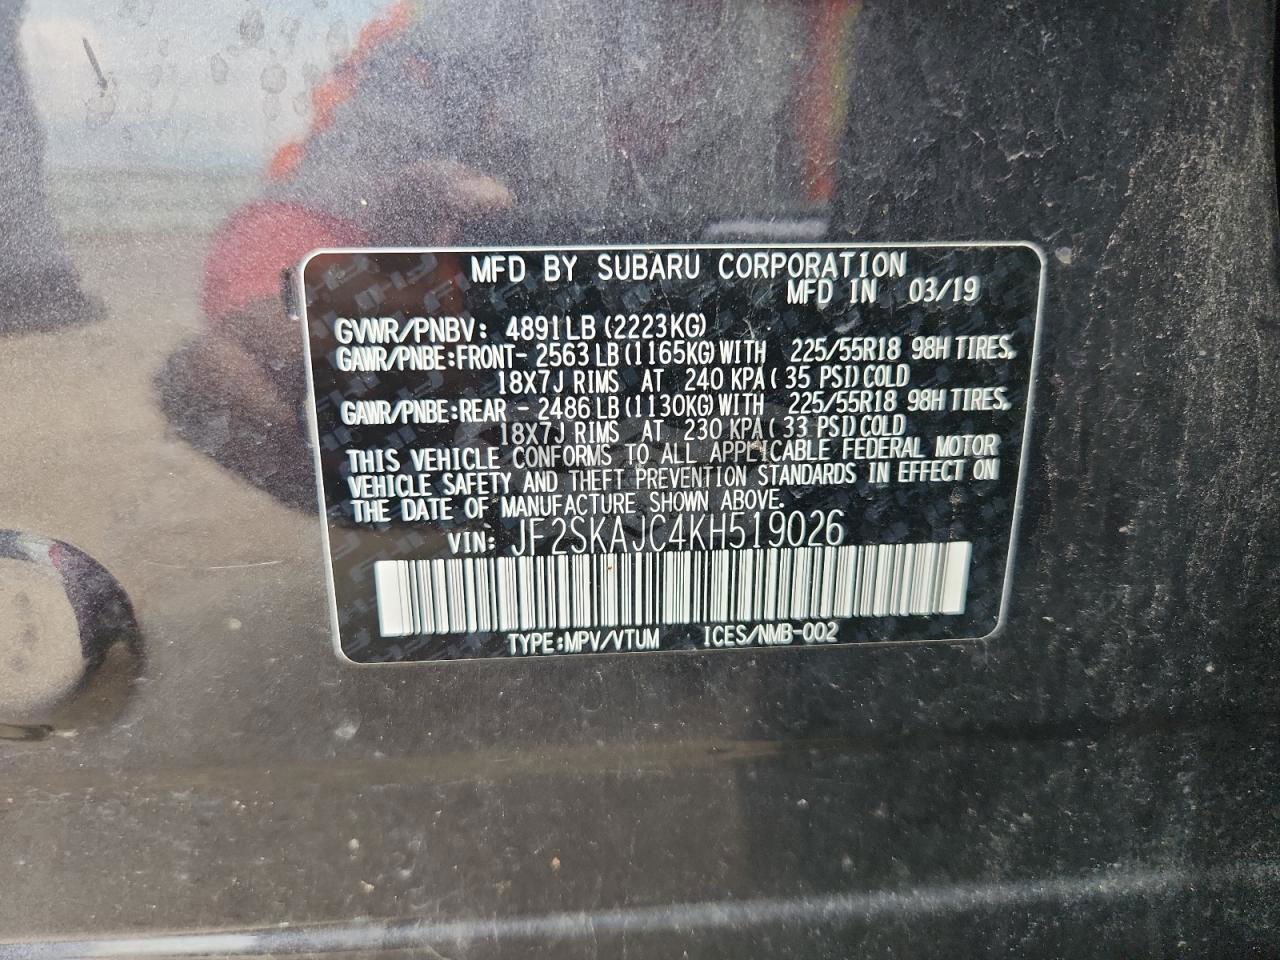 MFD BY SUBARU CORPORATION
MFD IN 03/19
GVWR/PNBV: 4891LB(2223KG)
GAWR/PNBE:FRONT- 2563LB(1165KG)WITH 225/55R18 98H TIRES,
18X7J RIMS AT 240 KPA( 35 PSI)COLD
GAWR/PNBE:REAR - 2486LB(1130KG)WITH 225/55R18 98H TIRES,
18X7J RIMS AT 230 KPA( 33 PSI)COLD
THIS VEHICLE CONFORMS TO ALL APPLICABLE FEDERAL MOTOR
VEHICLE SAFETY AND THEFT PREVENTION STANDARDS IN EFFECT ON
THE DATE OF MANUFACTURE SHOWN ABOVE.
VIN: JF2SKAJC4KH519026
TYPE:MPV/VTUM ICES/NMB-002